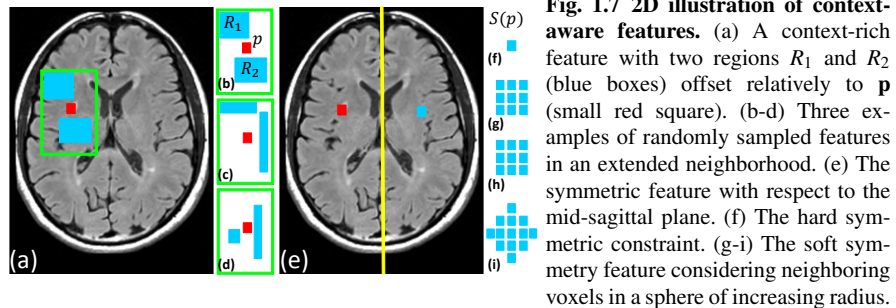 R₁
p
R₂
(b)
(c)
(d)
(a)
(e)
S(p)
(f)
(g)
(h)
(i)
Fig. 1.7 2D illustration of context-
aware features. (a) A context-rich
feature with two regions R₁ and R₂
(blue boxes) offset relatively to p
(small red square). (b-d) Three ex-
amples of randomly sampled features
in an extended neighborhood. (e) The
symmetric feature with respect to the
mid-sagittal plane. (f) The hard sym-
metric constraint. (g-i) The soft sym-
metry feature considering neighboring
voxels in a sphere of increasing radius.